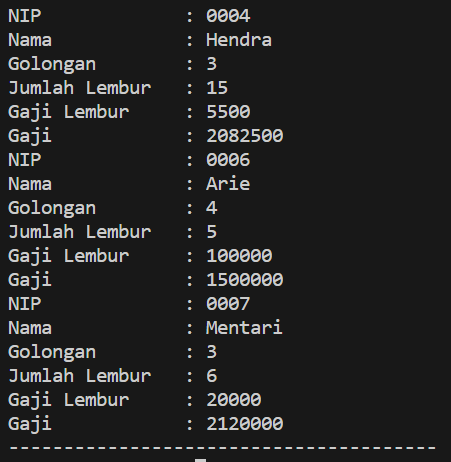 NIP : 0004
Nama : Hendra
Golongan : 3
Jumlah Lembur : 15
Gaji Lembur : 5500
Gaji : 2082500
NIP : 0006
Nama : Arie
Golongan : 4
Jumlah Lembur : 5
Gaji Lembur : 100000
Gaji : 1500000
NIP : 0007
Nama : Mentari
Golongan : 3
Jumlah Lembur : 6
Gaji Lembur : 20000
Gaji : 2120000
---------------------------------------